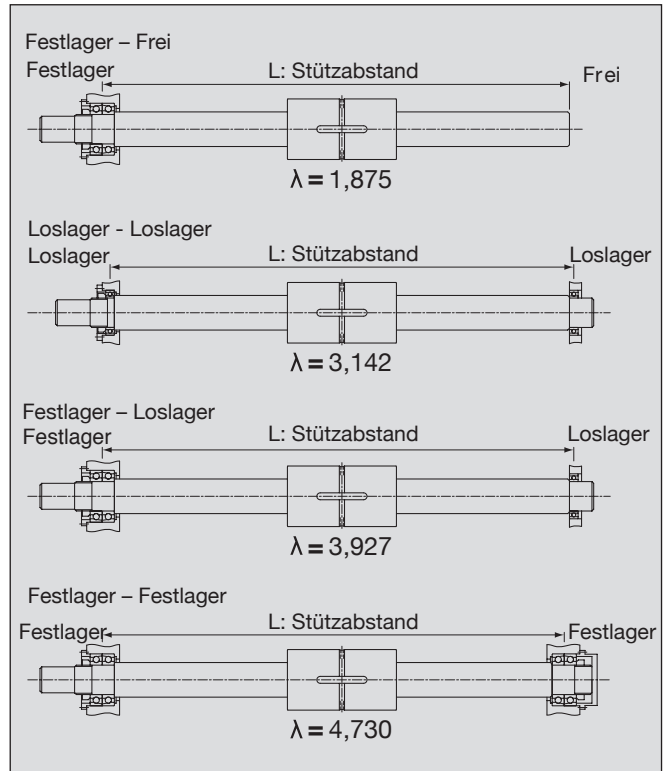 Festlager – Frei
Festlager L: Stützabstand Frei
λ = 1,875
Loslager - Loslager
Loslager L: Stützabstand Loslager
λ = 3,142
Festlager – Loslager
Festlager L: Stützabstand Loslager
λ = 3,927
Festlager – Festlager
Festlager L: Stützabstand Festlager
λ = 4,730